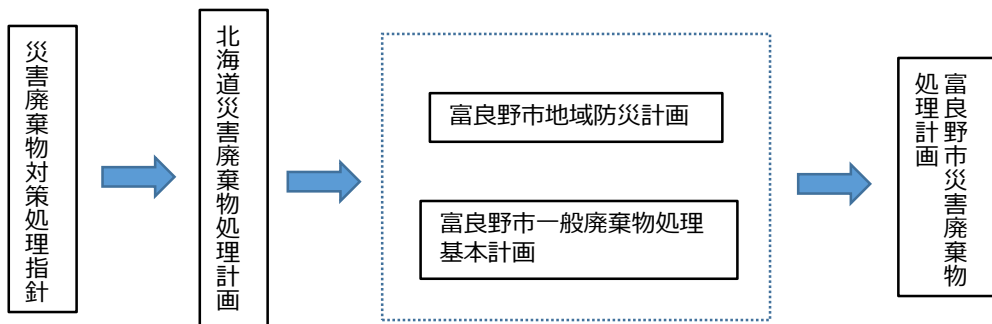 災害廃棄物対策処理指針
北海道災害廃棄物処理計画
富良野市地域防災計画
富良野市一般廃棄物処理
基本計画
富良野市災害廃棄物
処理計画